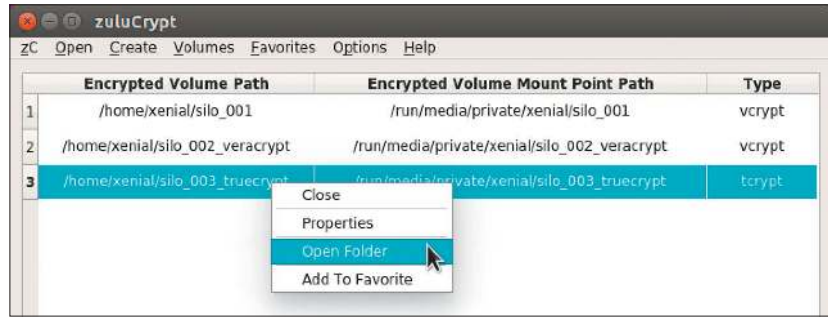 zuluCrypt
zC Open Create Volumes Favorites Options Help
Encrypted Volume Path Encrypted Volume Mount Point Path Type
1 /home/xenial/silo_001 /run/media/private/xenial/silo_001 vcrypt
2 /home/xenial/silo_002_veracrypt /run/media/private/xenial/silo_002_veracrypt vcrypt
3 /home/xenial/silo_003_truecrypt /run/media/private/xenial/silo_003_truecrypt tcrypt
Close
Properties
Open Folder
Add To Favorite